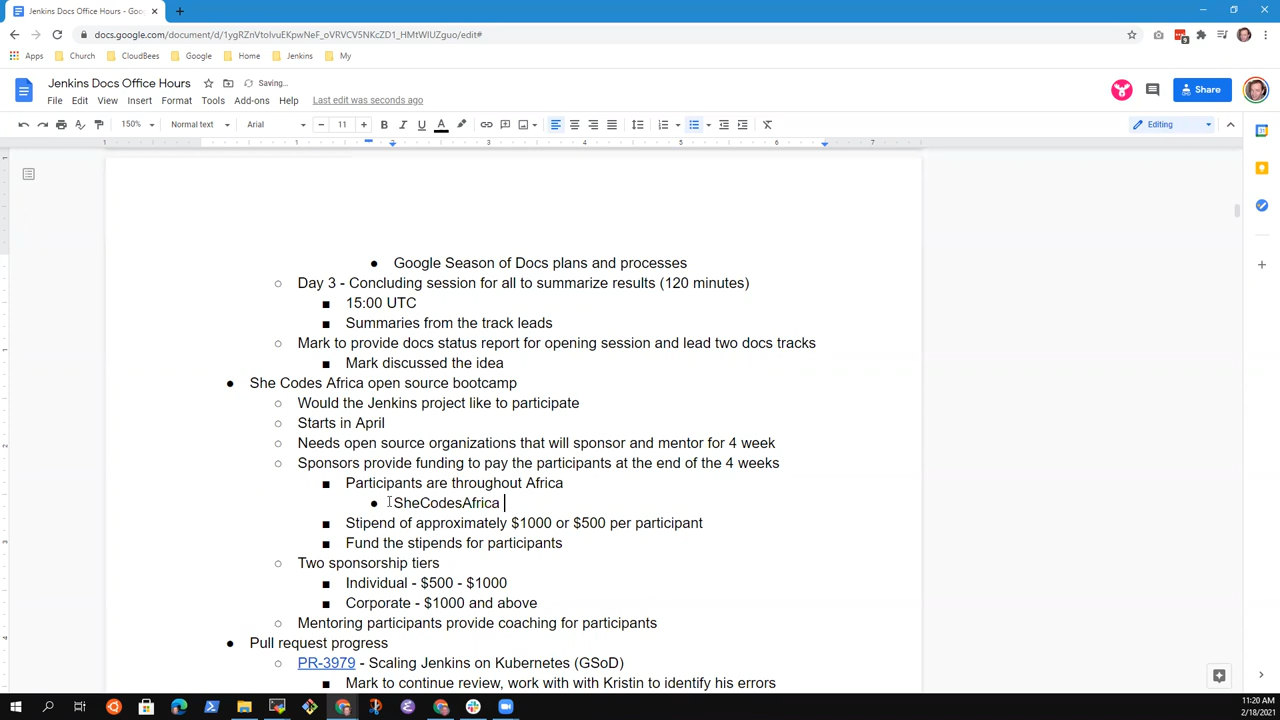 Jenkins Docs Office Hours - Goo
docs.google.com/document/d/1ygRZnVtoIvuEKpwNeF_oVRVCV5NKcZD1_HMtWIUZguo/edit#
Apps Church CloudBees Google Home Jenkins My
Jenkins Docs Office Hours Saving...
File Edit View Insert Format Tools Add-ons Help Last edit was seconds ago
Share
150% Normal text Arial 11 Editing
1 3 4 5 6 7
● Google Season of Docs plans and processes
○ Day 3 - Concluding session for all to summarize results (120 minutes)
■ 15:00 UTC
■ Summaries from the track leads
○ Mark to provide docs status report for opening session and lead two docs tracks
■ Mark discussed the idea
● She Codes Africa open source bootcamp
○ Would the Jenkins project like to participate
○ Starts in April
○ Needs open source organizations that will sponsor and mentor for 4 week
○ Sponsors provide funding to pay the participants at the end of the 4 weeks
■ Participants are throughout Africa
● SheCodesAfrica
■ Stipend of approximately $1000 or $500 per participant
■ Fund the stipends for participants
○ Two sponsorship tiers
■ Individual - $500 - $1000
■ Corporate - $1000 and above
○ Mentoring participants provide coaching for participants
● Pull request progress
○ PR-3979 - Scaling Jenkins on Kubernetes (GSoD)
■ Mark to continue review, work with with Kristin to identify his errors
11:20 AM
2/18/2021